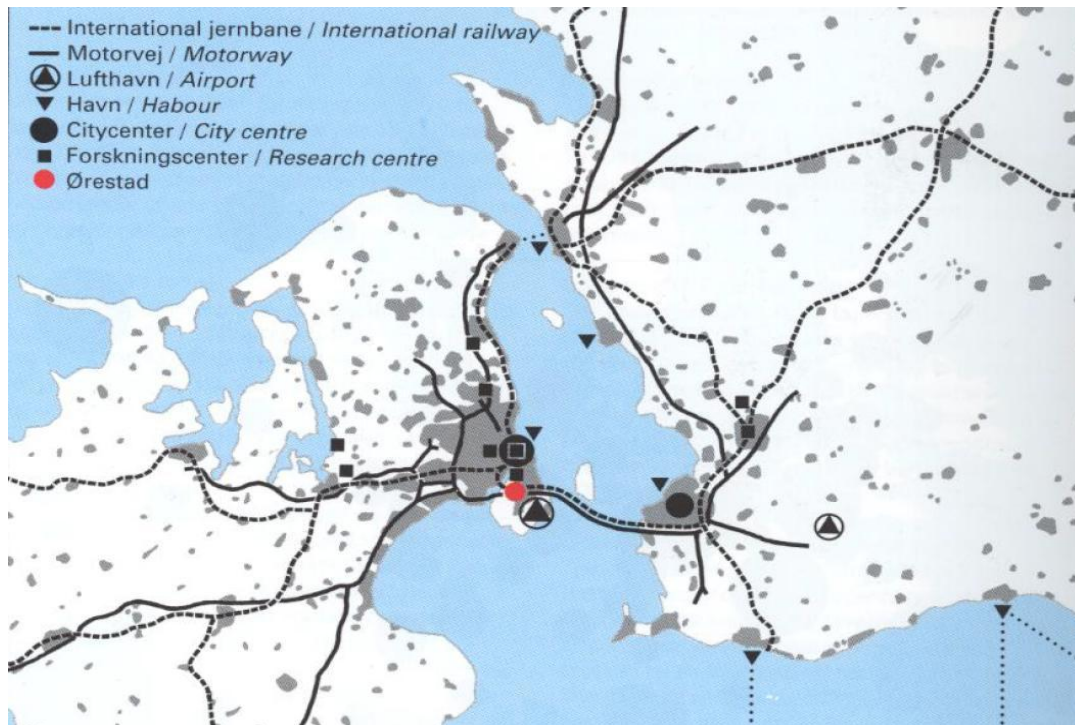 International jernbane / International railway
Motorvej / Motorway
Lufthavn / Airport
Havn / Habour
Citycenter / City centre
Forskningscenter / Research centre
Ørestad